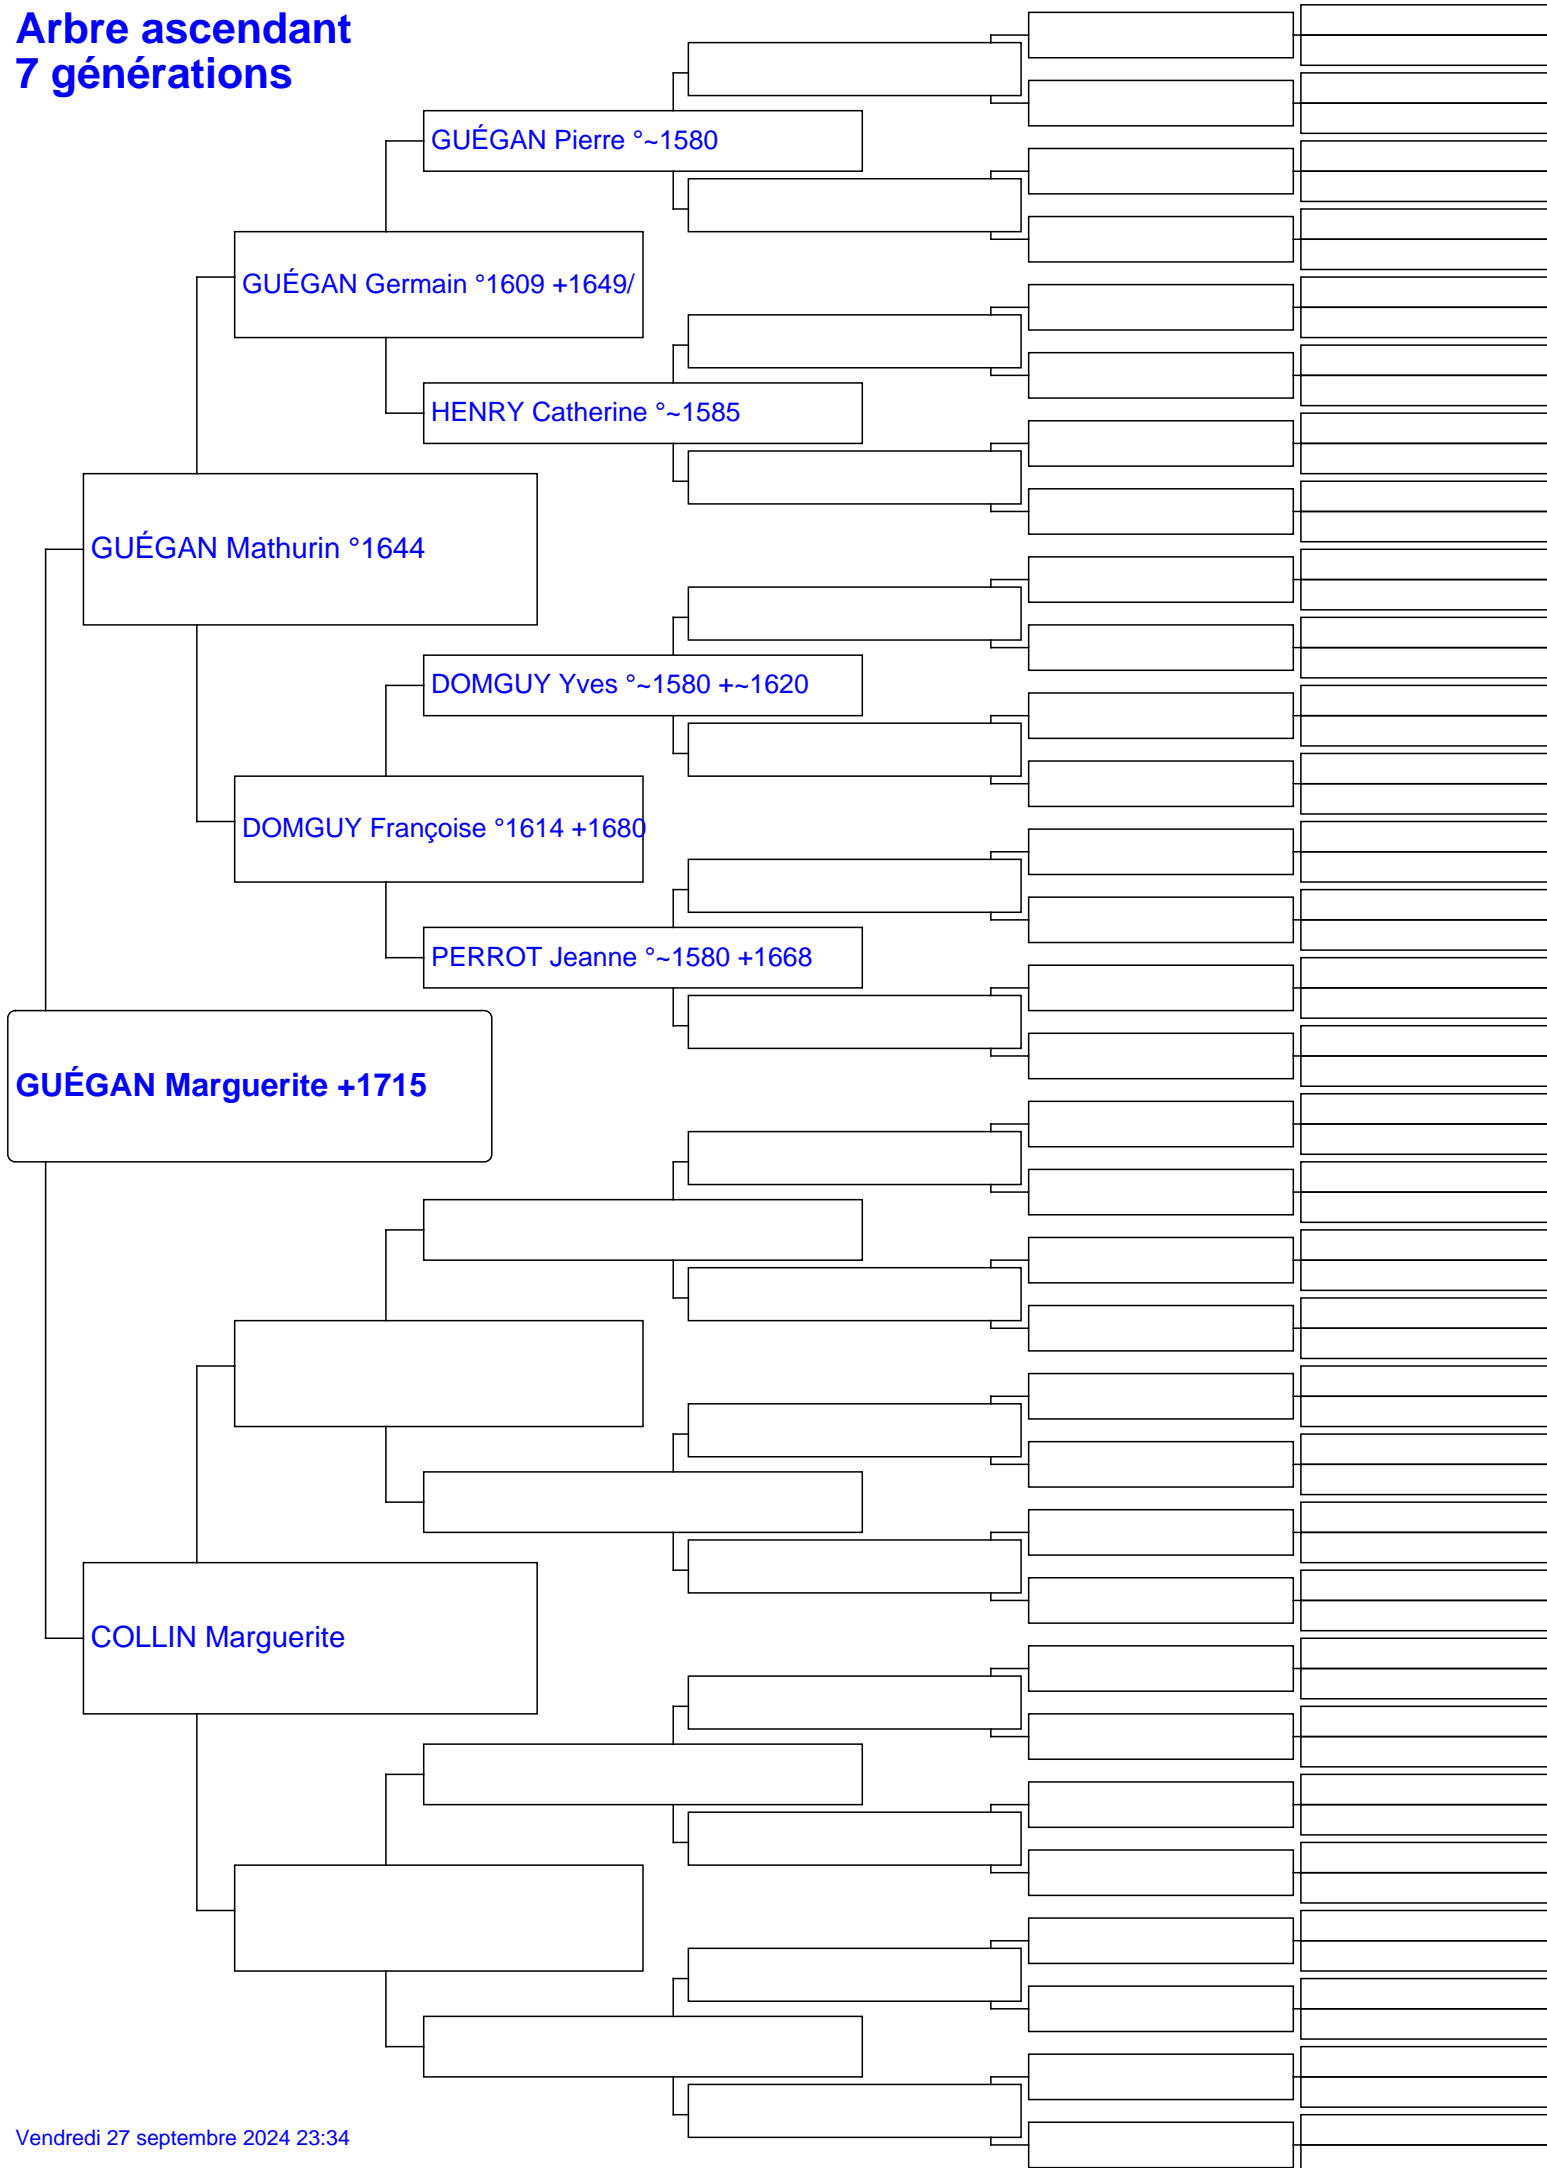 Arbre ascendant
7 générations
GUÉGAN Pierre °~1580
GUÉGAN Germain °1609 +1649/
HENRY Catherine °~1585
GUÉGAN Mathurin °1644
DOMGUY Yves °~1580 +~1620
DOMGUY Françoise °1614 +1680
PERROT Jeanne °~1580 +1668
GUÉGAN Marguerite +1715
COLLIN Marguerite
Vendredi 27 septembre 2024 23:34